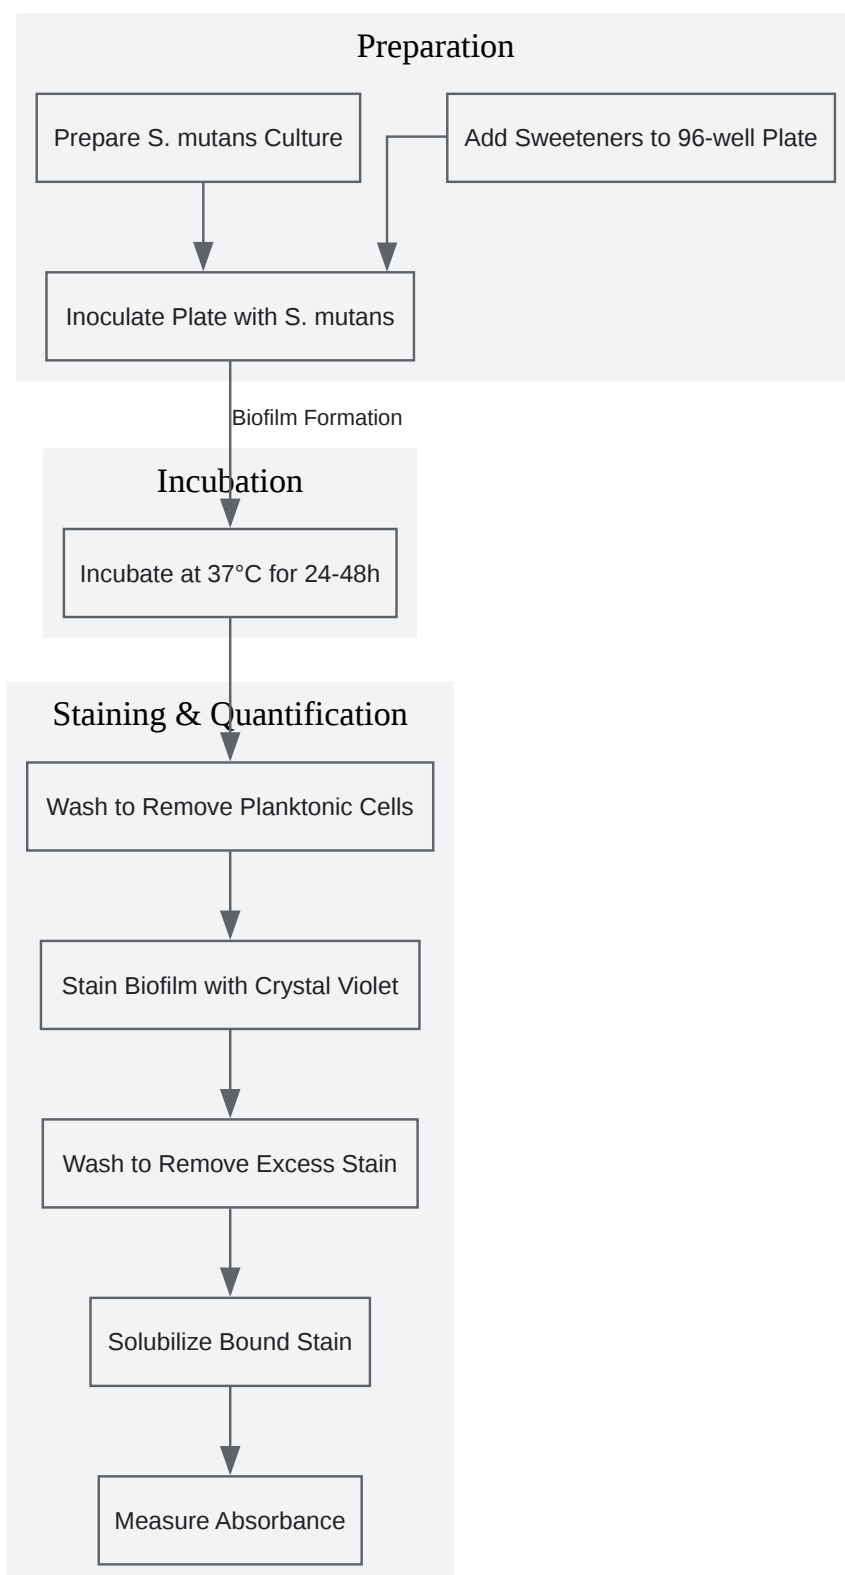 Preparation
Prepare S. mutans Culture
Add Sweeteners to 96-well Plate
Inoculate Plate with S. mutans
Biofilm Formation
Incubation
Incubate at 37°C for 24-48h
Staining & Quantification
Wash to Remove Planktonic Cells
Stain Biofilm with Crystal Violet
Wash to Remove Excess Stain
Solubilize Bound Stain
Measure Absorbance